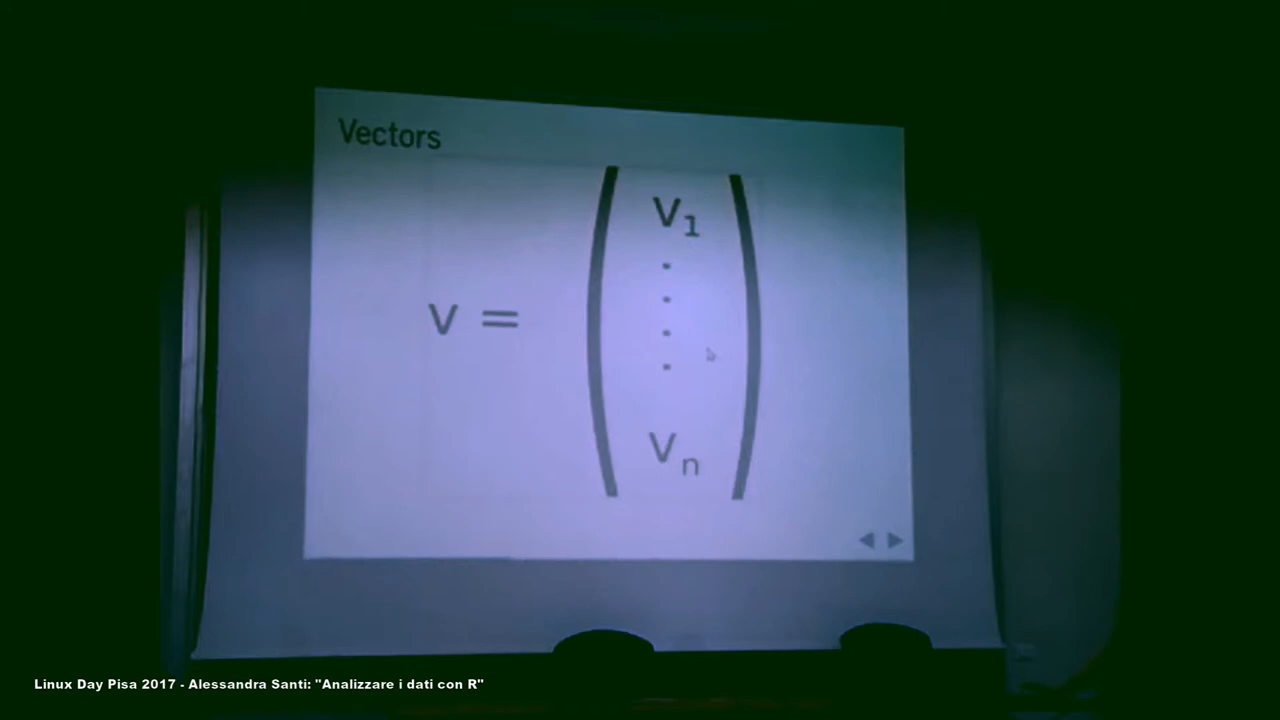 Vectors
v =
v₁
.
.
.
.
vₙ
Linux Day Pisa 2017 - Alessandra Santi: "Analizzare i dati con R"